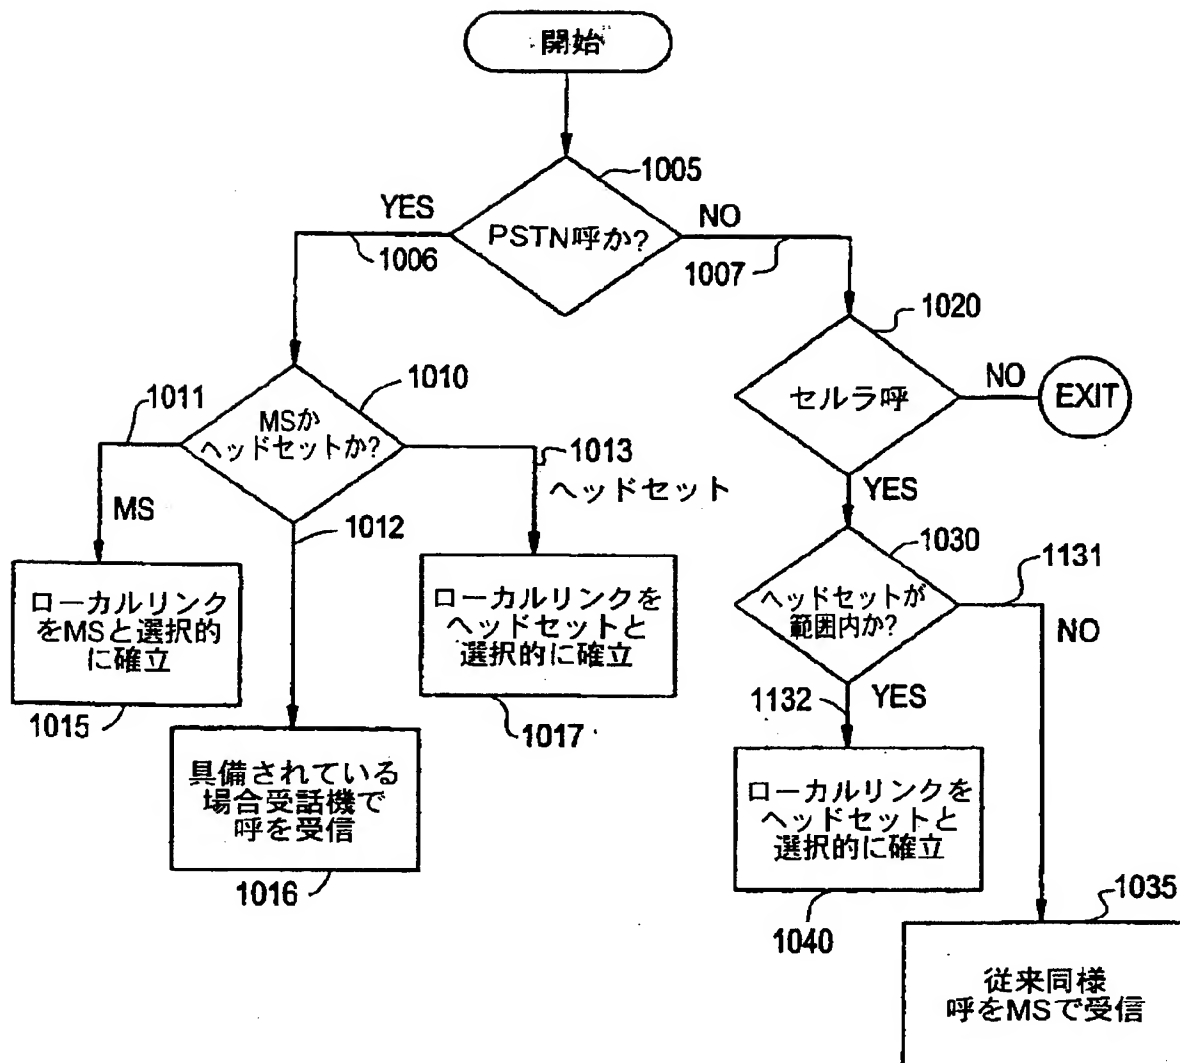 開始
1005
YES
PSTN呼か?
NO
1006
1007
1020
セルラ呼
NO
EXIT
1010
1011
MSか
ヘッドセットか?
1013
ヘッドセット
MS
1012
YES
1030
1131
ヘッドセットが
範囲内か?
NO
ローカルリンク
をMSと選択的
に確立
1015
ローカルリンクを
ヘッドセットと
選択的に確立
1017
1132
YES
具備されている
場合受話機で
呼を受信
1016
ローカルリンクを
ヘッドセットと
選択的に確立
1040
1035
従来同様
呼をMSで受信